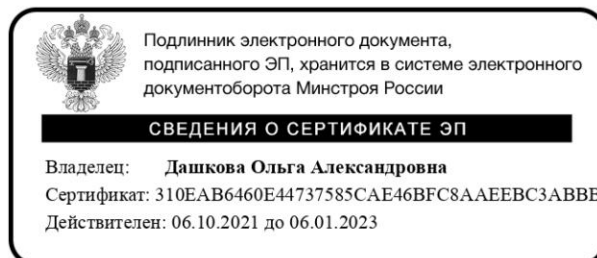 Подлинник электронного документа,
подписанного ЭП, хранится в системе электронного
документооборота Минстроя России
СВЕДЕНИЯ О СЕРТИФИКАТЕ ЭП
Владелец: Дашкова Ольга Александровна
Сертификат: 310EAB6460E44737585CAE46BFC8AAEEBC3ABBB
Действителен: 06.10.2021 до 06.01.2023